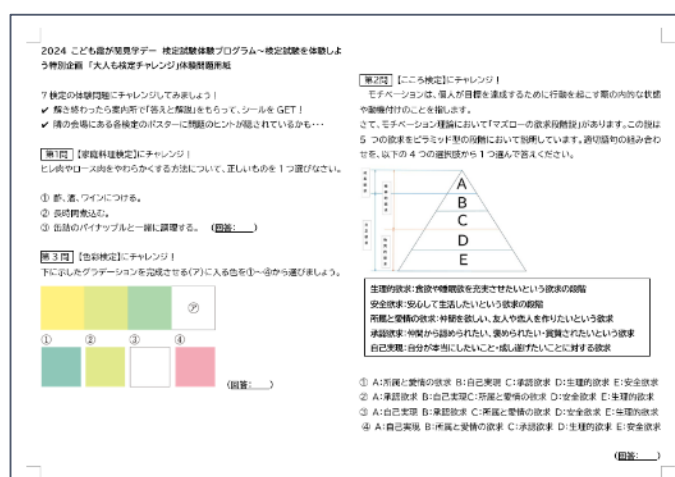 2024 こども霞が関見学デー 検定試験体験プログラム～検定試験を体験しよ
う特別企画 「大人も検定チャレンジ」体験問題用紙
7検定の体験問題にチャレンジしてみましょう！
✔ 解き終わったら案内所で「答えと解説」をもらって、シールをGET！
✔ 隣の会場にある各検定のポスターに問題のヒントが隠されているかも・・・
第1問 【家庭料理検定】にチャレンジ！
ヒレ肉やロース肉をやわらかくする方法について、正しいものを1つ選びなさい。
① 酢、酒、ワインにつける。
② 長時間煮込む。
③ 缶詰のパイナップルと一緒に調理する。 (回答:＿＿)
第3問 【色彩検定】にチャレンジ！
下に示したグラデーションを完成させる(ア)に入る色を①～④から選びましょう。
㋐
① ② ③ ④
(回答:＿＿)
第2問 【こころ検定】にチャレンジ！
モチベーションは、個人が目標を達成するために行動を起こす際の内的な状態
や動機付けのことを指します。
さて、モチベーション理論において「マズローの欲求段階説」があります。この説は
5つの欲求をピラミッド型の段階において説明しています。適切語句の組み合わ
せを、以下の4つの選択肢から1つ選んで答えください。
A
B
C
D
E
生理的欲求：食欲や睡眠欲を充実させたいという欲求の段階
安全欲求：安心して生活したいという欲求の段階
所属と愛情の欲求：仲間を欲しい、友人や恋人を作りたいという欲求
承認欲求：仲間から認められたい、褒められたい・賞賛されたいという欲求
自己実現：自分が本当にしたいこと・成し遂げたいことに対する欲求
① A：所属と愛情の欲求 B：自己実現 C：承認欲求 D：生理的欲求 E：安全欲求
② A：承認欲求 B：自己実現C：所属と愛情の欲求 D：安全欲求 E：生理的欲求
③ A：自己実現 B：承認欲求 C：所属と愛情の欲求 D：安全欲求 E：生理的欲求
④ A：自己実現 B：所属と愛情の欲求 C：承認欲求 D：生理的欲求 E：安全欲求
(回答:＿＿)